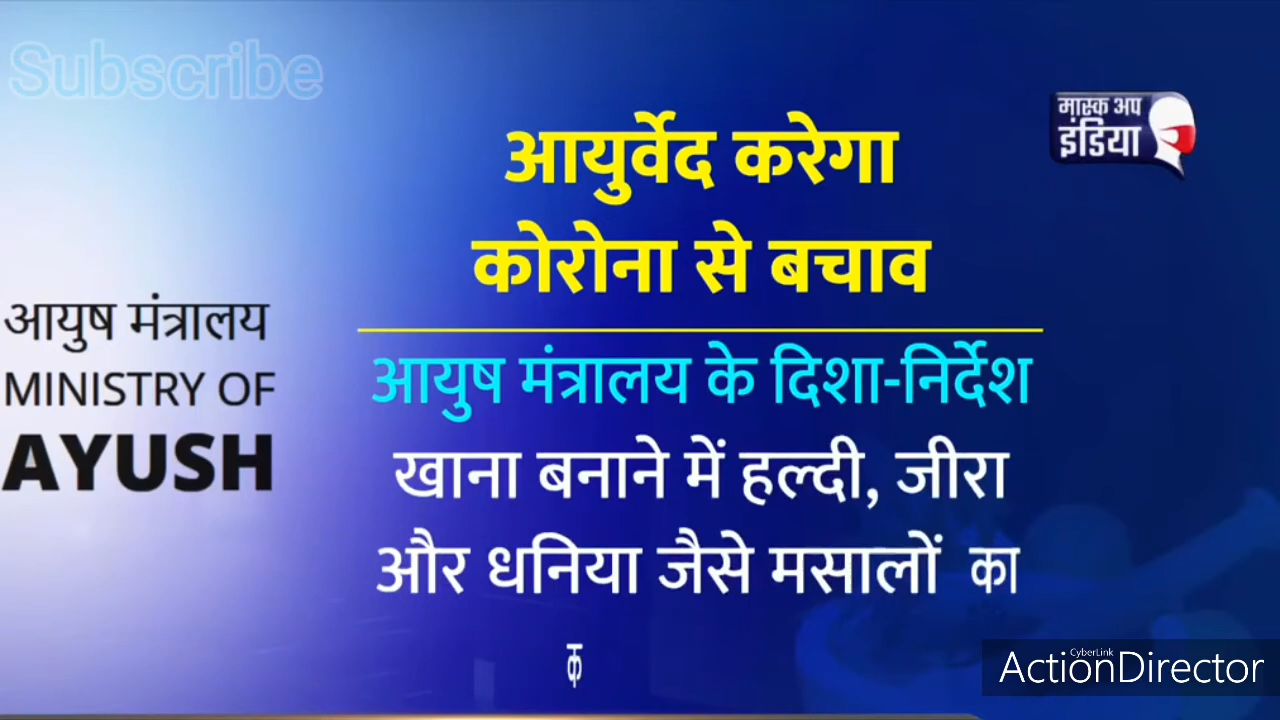 Subscribe
मास्क अप
इंडिया
आयुर्वेद करेगा
कोरोना से बचाव
आयुष मंत्रालय
MINISTRY OF
AYUSH
आयुष मंत्रालय के दिशा-निर्देश
खाना बनाने में हल्दी, जीरा
और धनिया जैसे मसालों का
क
CyberLink
ActionDirector